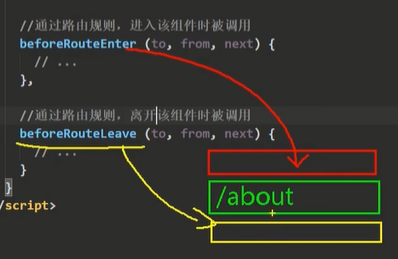 //通过路由规则，进入该组件时被调用
beforeRouteEnter (to, from, next) {
// ...
},
//通过路由规则，离开该组件时被调用
beforeRouteLeave (to, from, next) {
// ...
}
}
/script>
/about